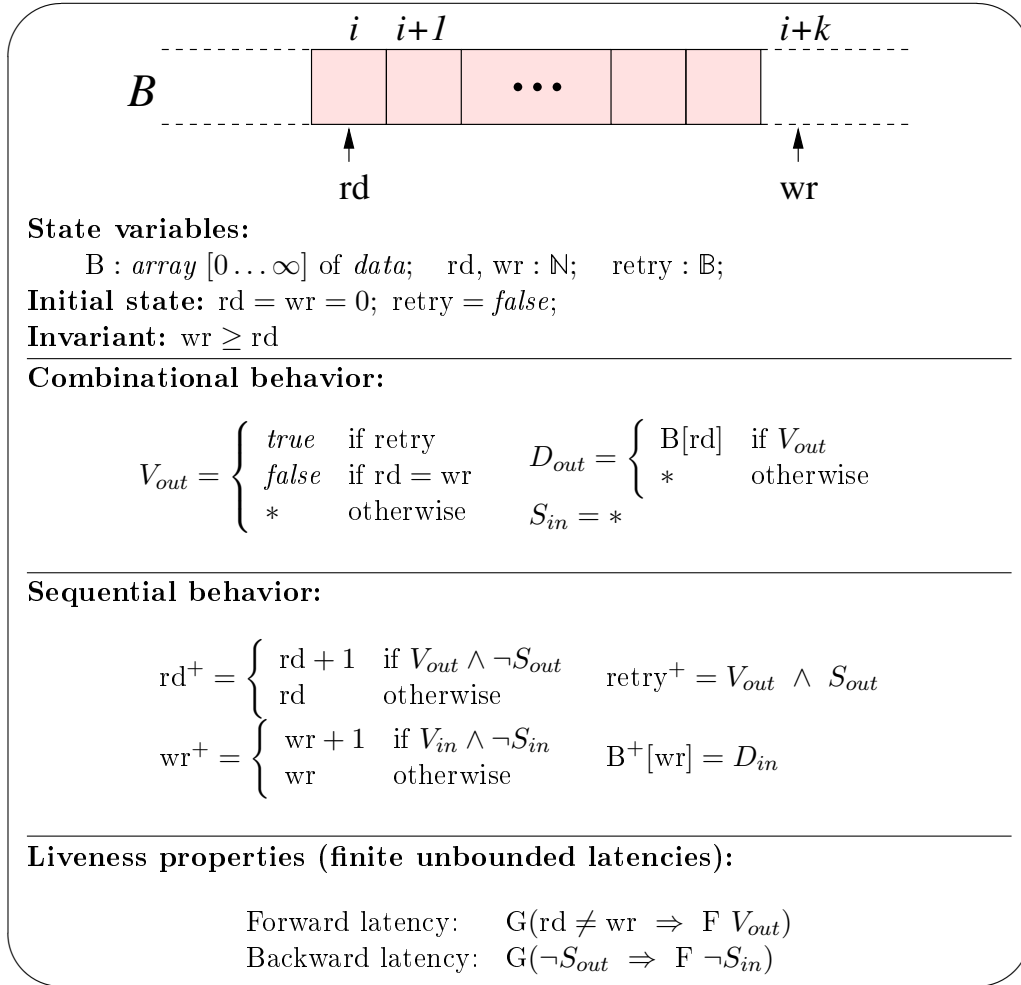 i i+1 i+k
B •••
rd wr
State variables:
B : array [0 … ∞] of data; rd, wr : ℕ; retry : 𝔹;
Initial state: rd = wr = 0; retry = false;
Invariant: wr ≥ rd
Combinational behavior:
V_out = { true if retry
false if rd = wr
* otherwise
D_out = { B[rd] if V_out
* otherwise
S_in = *
Sequential behavior:
rd⁺ = { rd + 1 if V_out ∧ ¬S_out
rd otherwise
retry⁺ = V_out ∧ S_out
wr⁺ = { wr + 1 if V_in ∧ ¬S_in
wr otherwise
B⁺[wr] = D_in
Liveness properties (finite unbounded latencies):
Forward latency: G(rd ≠ wr ⇒ F V_out)
Backward latency: G(¬S_out ⇒ F ¬S_in)